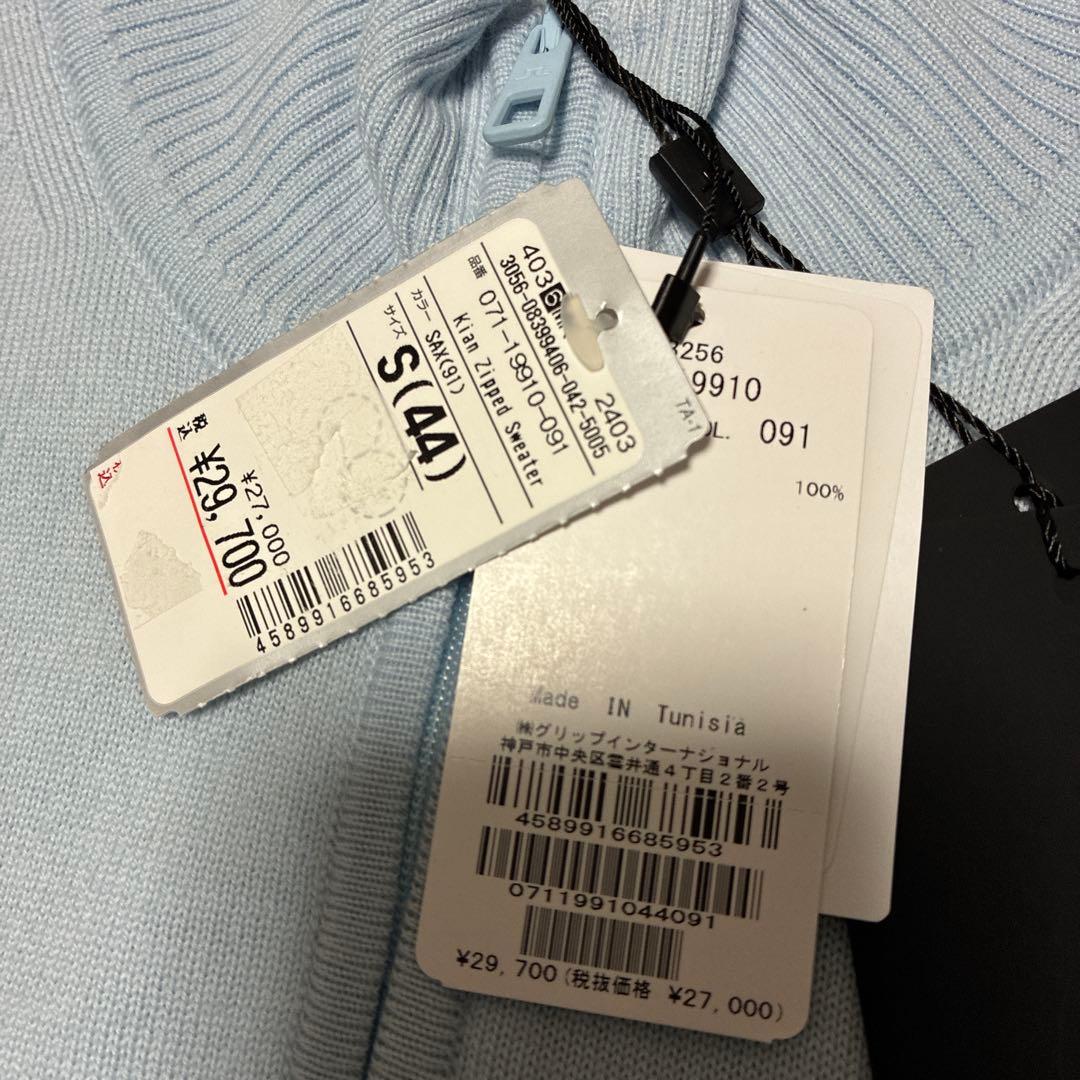 4036
2403
3056-08399406-042-5005
品番 071-19910-091
Kian Zipped Sweater
カラー SAX(91)
サイズ S(44)
¥27,000
税込 ¥29,700
税込
4589916685953
TA-1
256
9910
091
100%
Made IN Tunisia
㈱グリップインターナショナル
神戸市中央区雲井通4丁目2番2号
4589916685953
0711991044091
¥29,700(税抜価格 ¥27,000)